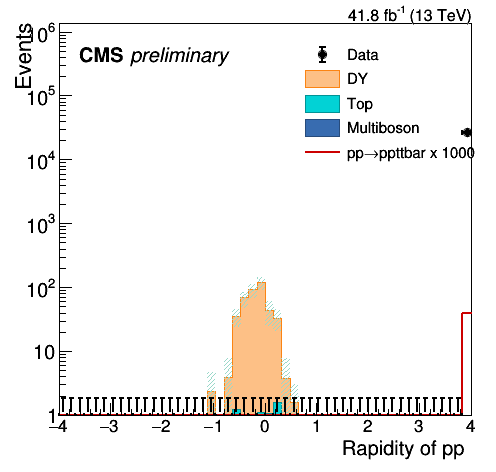 41.8 fb⁻¹ (13 TeV)
Events
CMS preliminary
Data
DY
Top
Multiboson
pp→ppttbar x 1000
10⁶
10⁵
10⁴
10³
10²
10
1
−4 −3 −2 −1 0 1 2 3 4
Rapidity of pp